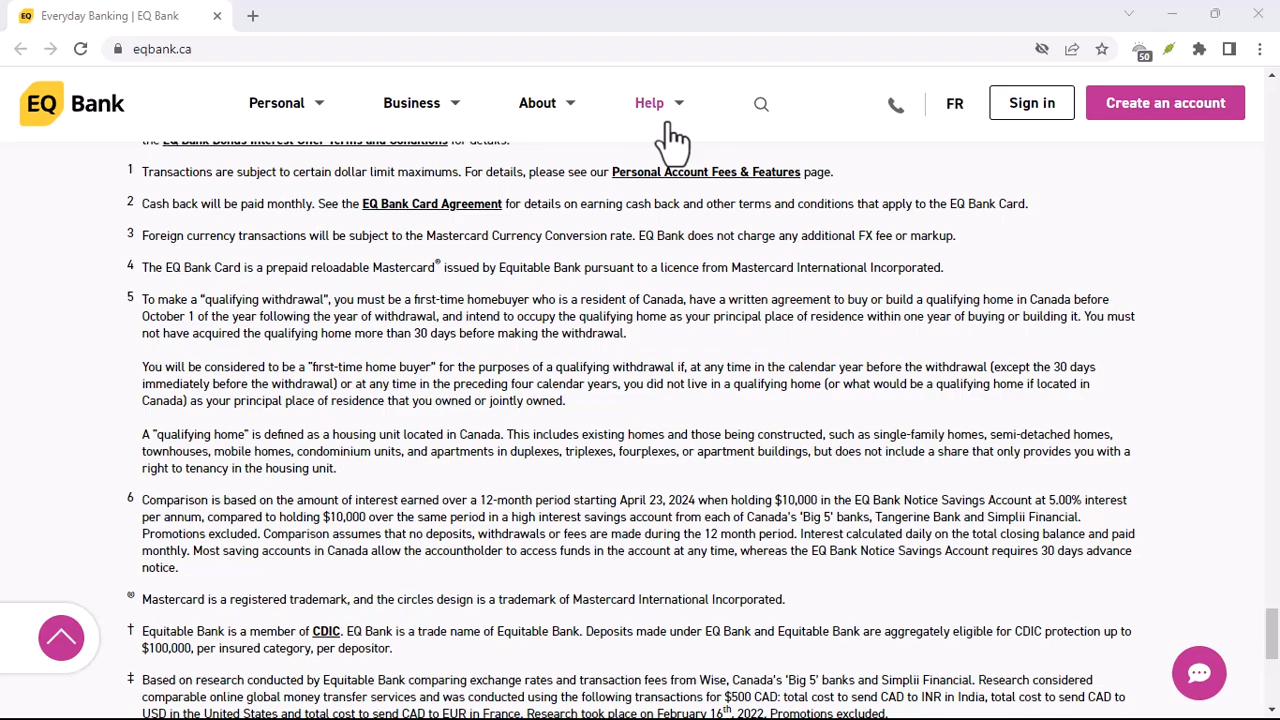 Everyday Banking | EQ Bank
eqbank.ca
50
EQ Bank
Personal
Business
About
Help
FR
Sign in
Create an account
the EQ Bank Bonus Interest Offer Terms and Conditions for details.
1 Transactions are subject to certain dollar limit maximums. For details, please see our Personal Account Fees & Features page.
2 Cash back will be paid monthly. See the EQ Bank Card Agreement for details on earning cash back and other terms and conditions that apply to the EQ Bank Card.
3 Foreign currency transactions will be subject to the Mastercard Currency Conversion rate. EQ Bank does not charge any additional FX fee or markup.
4 The EQ Bank Card is a prepaid reloadable Mastercard® issued by Equitable Bank pursuant to a licence from Mastercard International Incorporated.
5 To make a “qualifying withdrawal”, you must be a first-time homebuyer who is a resident of Canada, have a written agreement to buy or build a qualifying home in Canada before
October 1 of the year following the year of withdrawal, and intend to occupy the qualifying home as your principal place of residence within one year of buying or building it. You must
not have acquired the qualifying home more than 30 days before making the withdrawal.
You will be considered to be a "first-time home buyer" for the purposes of a qualifying withdrawal if, at any time in the calendar year before the withdrawal (except the 30 days
immediately before the withdrawal) or at any time in the preceding four calendar years, you did not live in a qualifying home (or what would be a qualifying home if located in
Canada) as your principal place of residence that you owned or jointly owned.
A "qualifying home" is defined as a housing unit located in Canada. This includes existing homes and those being constructed, such as single-family homes, semi-detached homes,
townhouses, mobile homes, condominium units, and apartments in duplexes, triplexes, fourplexes, or apartment buildings, but does not include a share that only provides you with a
right to tenancy in the housing unit.
6 Comparison is based on the amount of interest earned over a 12-month period starting April 23, 2024 when holding $10,000 in the EQ Bank Notice Savings Account at 5.00% interest
per annum, compared to holding $10,000 over the same period in a high interest savings account from each of Canada’s ‘Big 5’ banks, Tangerine Bank and Simplii Financial.
Promotions excluded. Comparison assumes that no deposits, withdrawals or fees are made during the 12 month period. Interest calculated daily on the total closing balance and paid
monthly. Most saving accounts in Canada allow the accountholder to access funds in the account at any time, whereas the EQ Bank Notice Savings Account requires 30 days advance
notice.
® Mastercard is a registered trademark, and the circles design is a trademark of Mastercard International Incorporated.
† Equitable Bank is a member of CDIC. EQ Bank is a trade name of Equitable Bank. Deposits made under EQ Bank and Equitable Bank are aggregately eligible for CDIC protection up to
$100,000, per insured category, per depositor.
‡ Based on research conducted by Equitable Bank comparing exchange rates and transaction fees from Wise, Canada’s ‘Big 5’ banks and Simplii Financial. Research considered
comparable online global money transfer services and was conducted using the following transactions for $500 CAD: total cost to send CAD to INR in India, total cost to send CAD to
USD in the United States and total cost to send CAD to EUR in France. Research took place on February 16th, 2022. Promotions excluded.